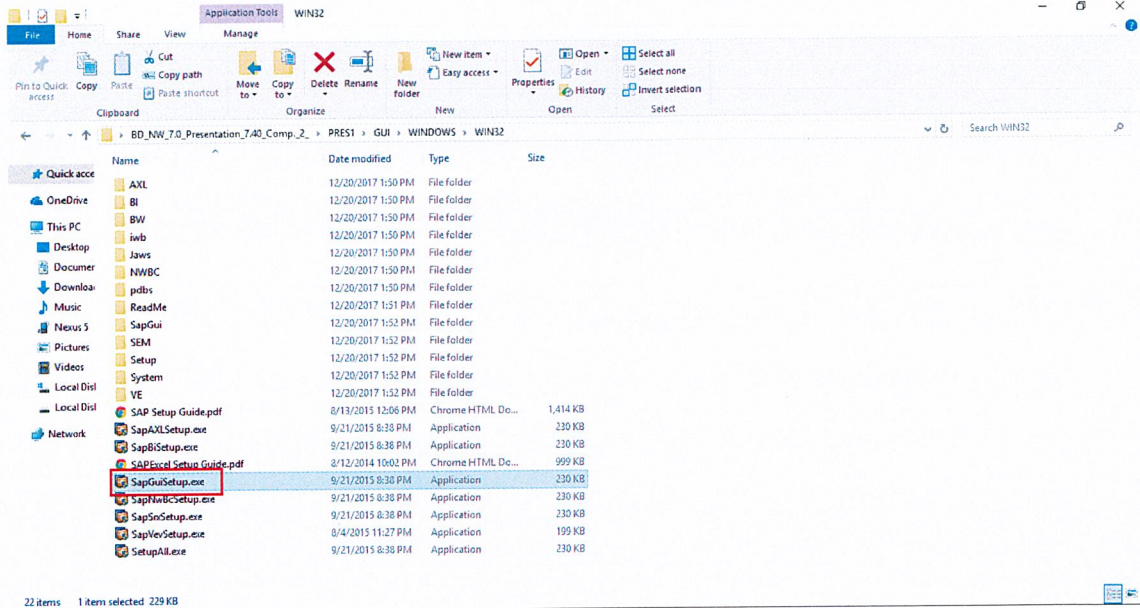 Application Tools WIN32
File Home Share View Manage
Pin to Quick access
Copy
Paste
Cut
Copy path
Paste shortcut
Clipboard
Move to
Copy to
Delete
Rename
New folder
Organize
New item
Easy access
New
Properties
Open
Edit
History
Open
Select all
Select none
Invert selection
Select
BD_NW_7.0_Presentation_7.40_Comp._2_ › PRES1 › GUI › WINDOWS › WIN32
Search WIN32
Quick acce
OneDrive
This PC
Desktop
Documer
Downloa
Music
Nexus 5
Pictures
Videos
Local Disl
Local Disl
Network
Name Date modified Type Size
AXL 12/20/2017 1:50 PM File folder
BI 12/20/2017 1:50 PM File folder
BW 12/20/2017 1:50 PM File folder
iwb 12/20/2017 1:50 PM File folder
Jaws 12/20/2017 1:50 PM File folder
NWBC 12/20/2017 1:50 PM File folder
pdbs 12/20/2017 1:50 PM File folder
ReadMe 12/20/2017 1:51 PM File folder
SapGui 12/20/2017 1:52 PM File folder
SEM 12/20/2017 1:52 PM File folder
Setup 12/20/2017 1:52 PM File folder
System 12/20/2017 1:52 PM File folder
VE 12/20/2017 1:52 PM File folder
SAP Setup Guide.pdf 8/13/2015 12:06 PM Chrome HTML Do... 1,414 KB
SapAXLSetup.exe 9/21/2015 8:38 PM Application 230 KB
SapBiSetup.exe 9/21/2015 8:38 PM Application 230 KB
SAPExcel Setup Guide.pdf 8/12/2014 10:02 PM Chrome HTML Do... 999 KB
SapGuiSetup.exe 9/21/2015 8:38 PM Application 230 KB
SapNwBcSetup.exe 9/21/2015 8:38 PM Application 230 KB
SapSnSetup.exe 9/21/2015 8:38 PM Application 230 KB
SapVevSetup.exe 8/4/2015 11:27 PM Application 199 KB
SetupAll.exe 9/21/2015 8:38 PM Application 230 KB
22 items 1 item selected 229 KB